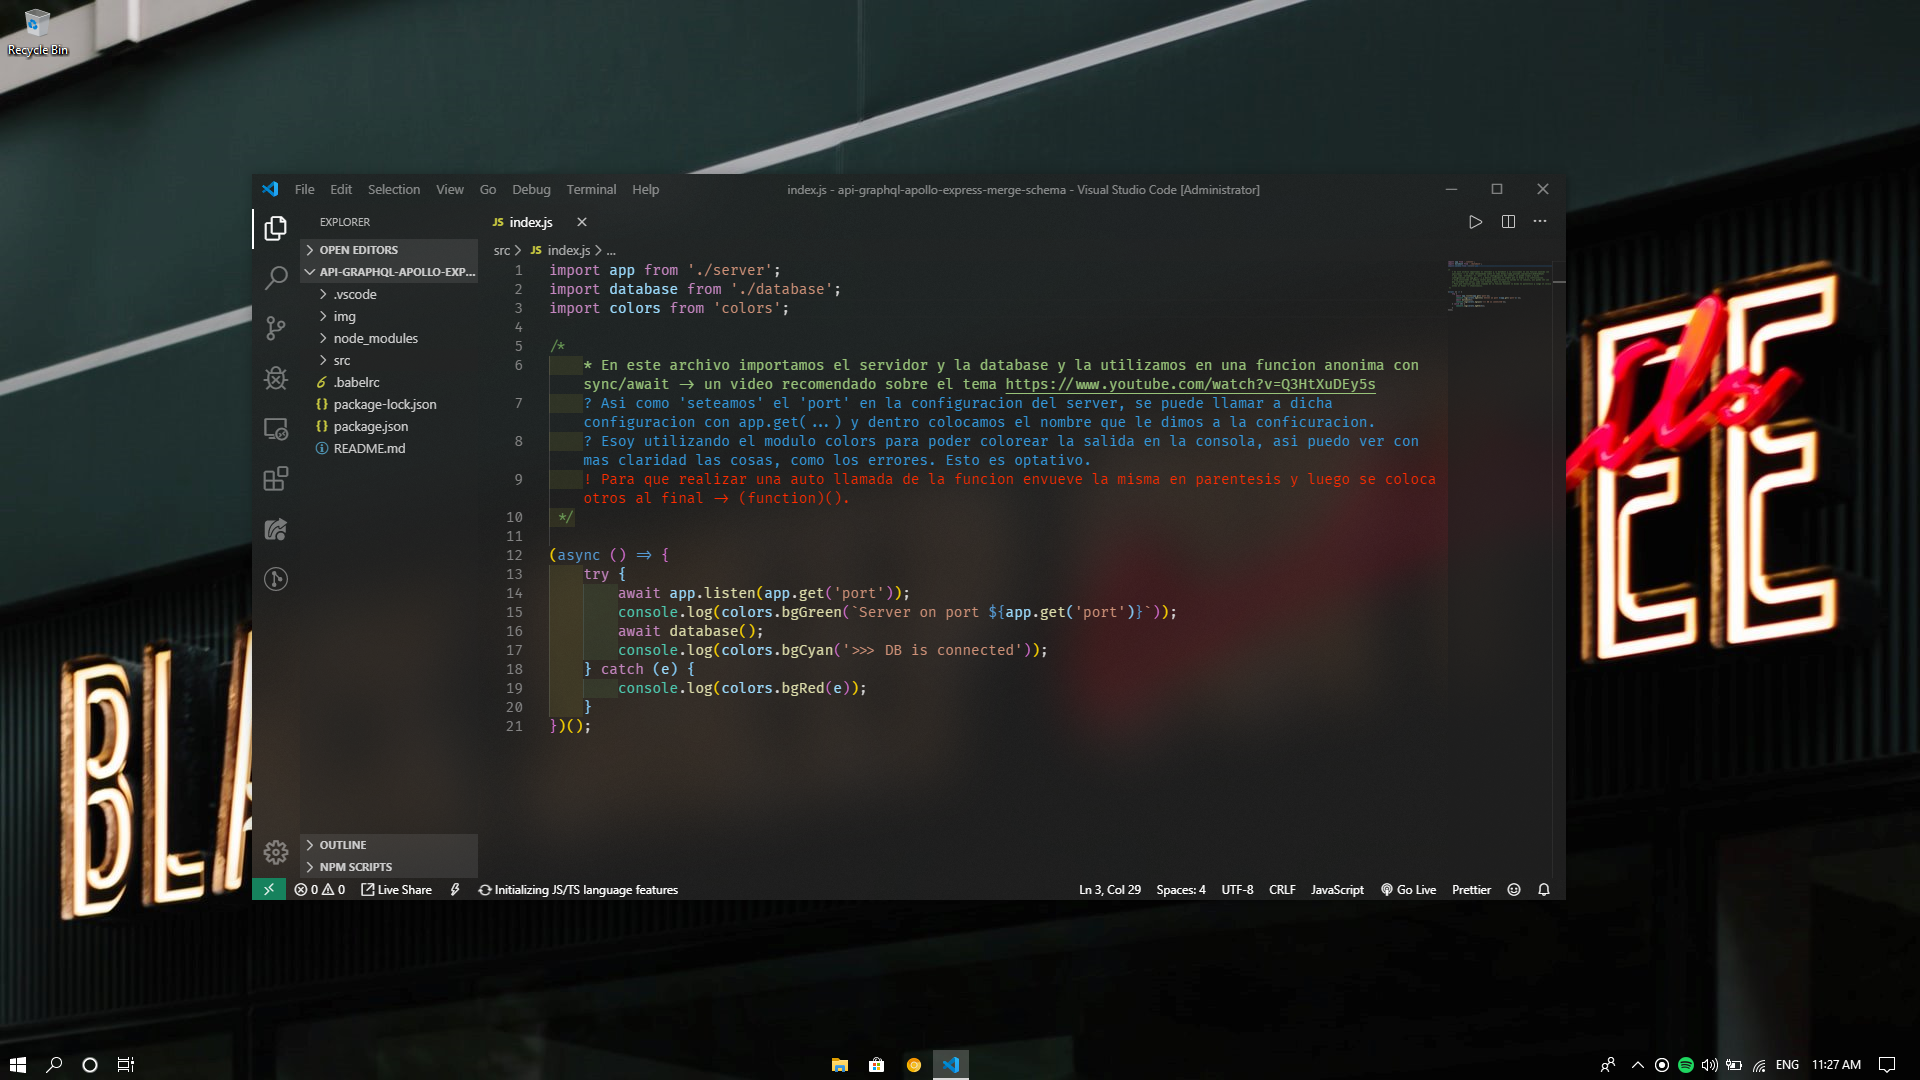 Recycle Bin
File Edit Selection View Go Debug Terminal Help
index.js - api-graphql-apollo-express-merge-schema - Visual Studio Code [Administrator]
EXPLORER
OPEN EDITORS
API-GRAPHQL-APOLLO-EXP...
.vscode
img
node_modules
src
.babelrc
package-lock.json
package.json
README.md
OUTLINE
NPM SCRIPTS
JS index.js
src > JS index.js > ...
1 import app from './server';
2 import database from './database';
3 import colors from 'colors';
4
5 /*
6 * En este archivo importamos el servidor y la database y la utilizamos en una funcion anonima con
sync/await -> un video recomendado sobre el tema https://www.youtube.com/watch?v=Q3HtXuDEy5s
7 ? Asi como 'seteamos' el 'port' en la configuracion del server, se puede llamar a dicha
configuracion con app.get(...) y dentro colocamos el nombre que le dimos a la conficuracion.
8 ? Esoy utilizando el modulo colors para poder colorear la salida en la consola, asi puedo ver con
mas claridad las cosas, como los errores. Esto es optativo.
9 ! Para que realizar una auto llamada de la funcion envueve la misma en parentesis y luego se coloca
otros al final -> (function)().
10 */
11
12 (async () => {
13 try {
14 await app.listen(app.get('port'));
15 console.log(colors.bgGreen(`Server on port ${app.get('port')}`));
16 await database();
17 console.log(colors.bgCyan('>>> DB is connected'));
18 } catch (e) {
19 console.log(colors.bgRed(e));
20 }
21 })();
0 0 Live Share Initializing JS/TS language features Ln 3, Col 29 Spaces: 4 UTF-8 CRLF JavaScript Go Live Prettier
BLA
EE
ENG 11:27 AM